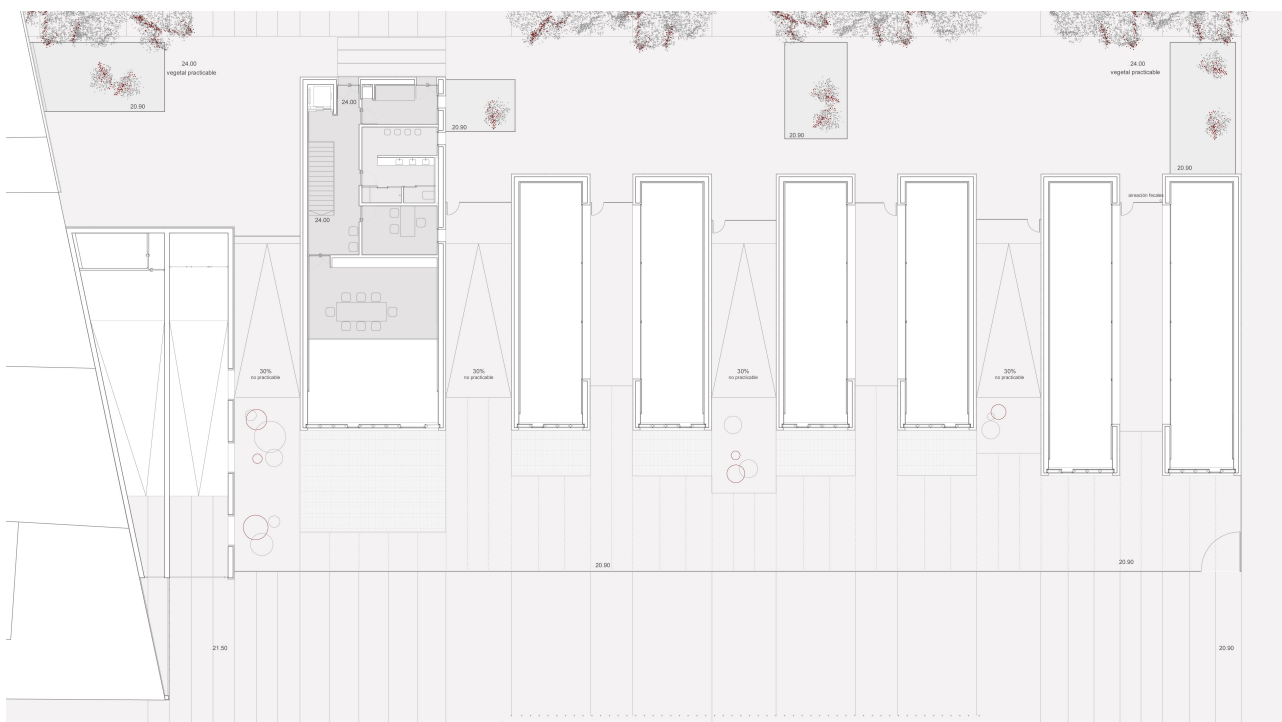 24.00
vegetal practicable
24.00
vegetal practicable
24.00
20.90
20.90
20.90
20.90
aireación fecales
24.00
30%
no practicable
30%
no practicable
30%
no practicable
30%
no practicable
20.90
20.90
21.50
20.90